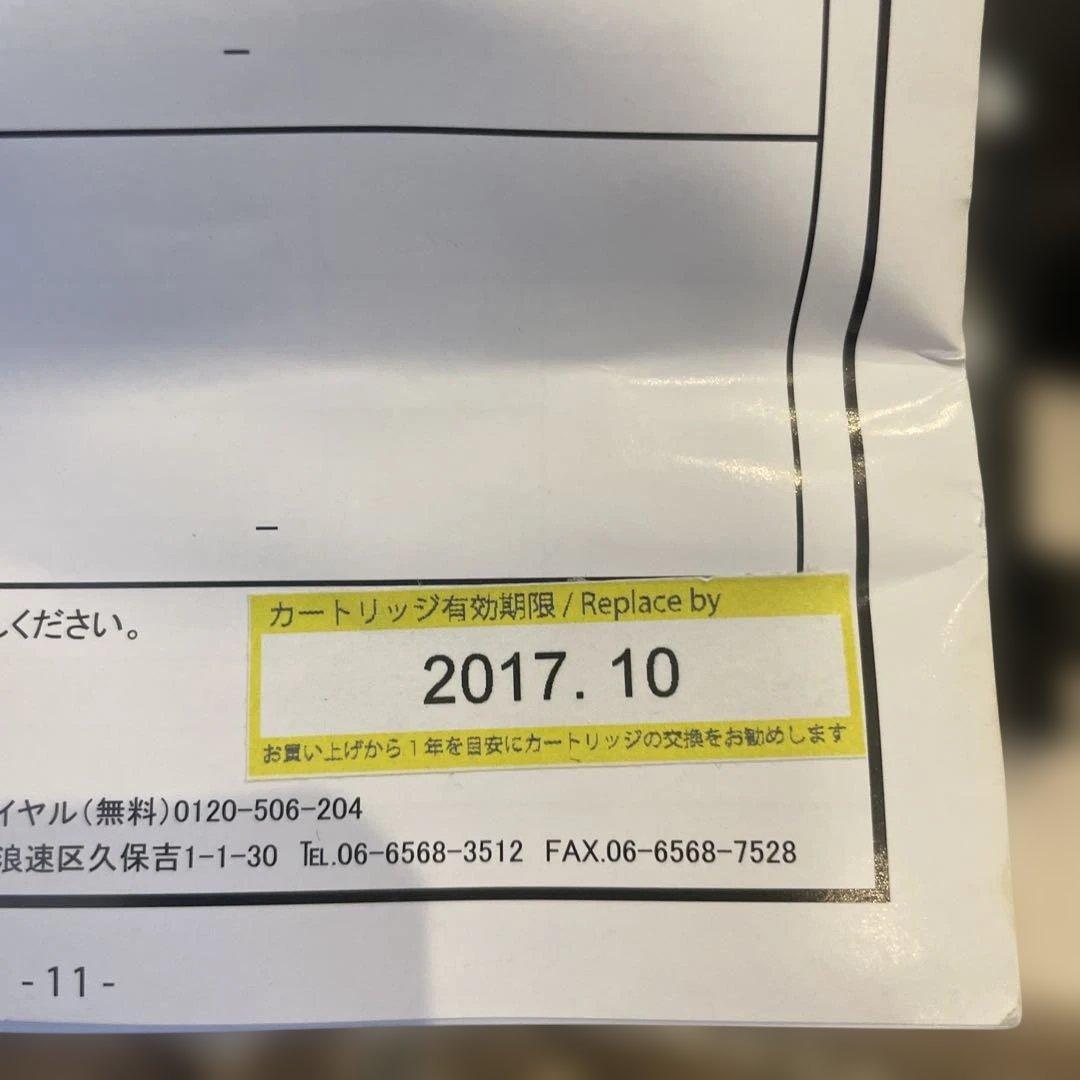 ください。
カートリッジ有効期限 / Replace by
2017. 10
お買い上げから1年を目安にカートリッジの交換をお勧めします
イヤル(無料)0120-506-204
浪速区久保吉1-1-30 ℡.06-6568-3512 FAX.06-6568-7528
-11-